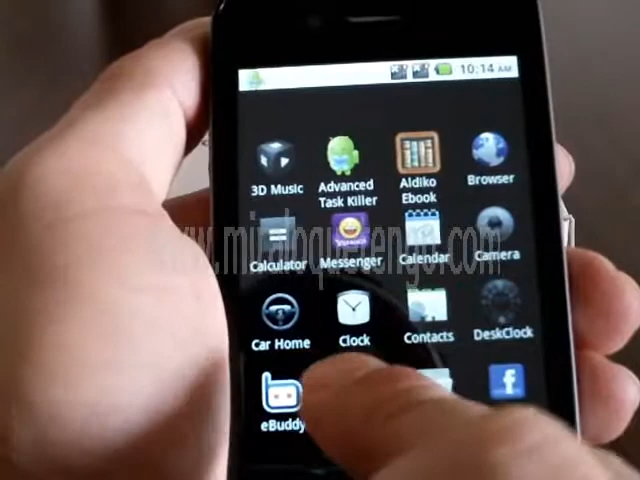 10:14 AM
3D Music
Advanced
Task Killer
Aldiko
Ebook
Browser
Calculator
Messenger
Calendar
Camera
www.miraloquetengo.com
Car Home
Clock
Contacts
DeskClock
eBuddy
f